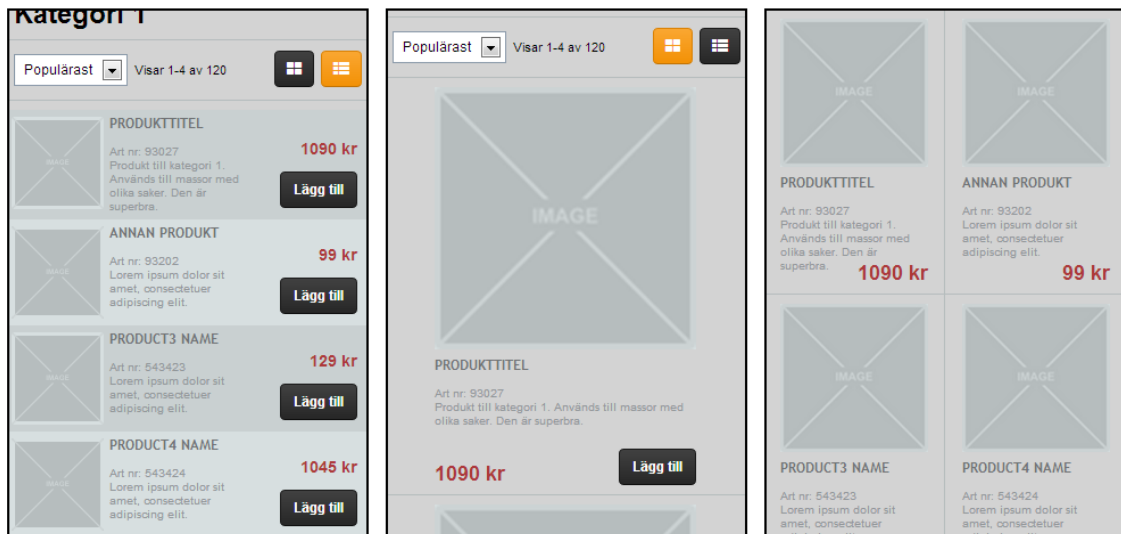 Kategori 1
Populärast
Visar 1-4 av 120
IMAGE
PRODUKTTITEL
Art nr: 93027
Produkt till kategori 1.
Används till massor med
olika saker. Den är
superbra.
1090 kr
Lägg till
IMAGE
ANNAN PRODUKT
Art nr: 93202
Lorem ipsum dolor sit
amet, consectetuer
adipiscing elit.
99 kr
Lägg till
IMAGE
PRODUCT3 NAME
Art nr: 543423
Lorem ipsum dolor sit
amet, consectetuer
adipiscing elit.
129 kr
Lägg till
IMAGE
PRODUCT4 NAME
Art nr: 543424
Lorem ipsum dolor sit
amet, consectetuer
adipiscing elit.
1045 kr
Lägg till
Populärast
Visar 1-4 av 120
IMAGE
PRODUKTTITEL
Art nr: 93027
Produkt till kategori 1. Används till massor med
olika saker. Den är superbra.
1090 kr
Lägg till
IMAGE
PRODUKTTITEL
Art nr: 93027
Produkt till kategori 1.
Används till massor med
olika saker. Den är
superbra.
1090 kr
IMAGE
ANNAN PRODUKT
Art nr: 93202
Lorem ipsum dolor sit
amet, consectetuer
adipiscing elit.
99 kr
IMAGE
PRODUCT3 NAME
Art nr: 543423
Lorem ipsum dolor sit
amet, consectetuer
IMAGE
PRODUCT4 NAME
Art nr: 543424
Lorem ipsum dolor sit
amet, consectetuer